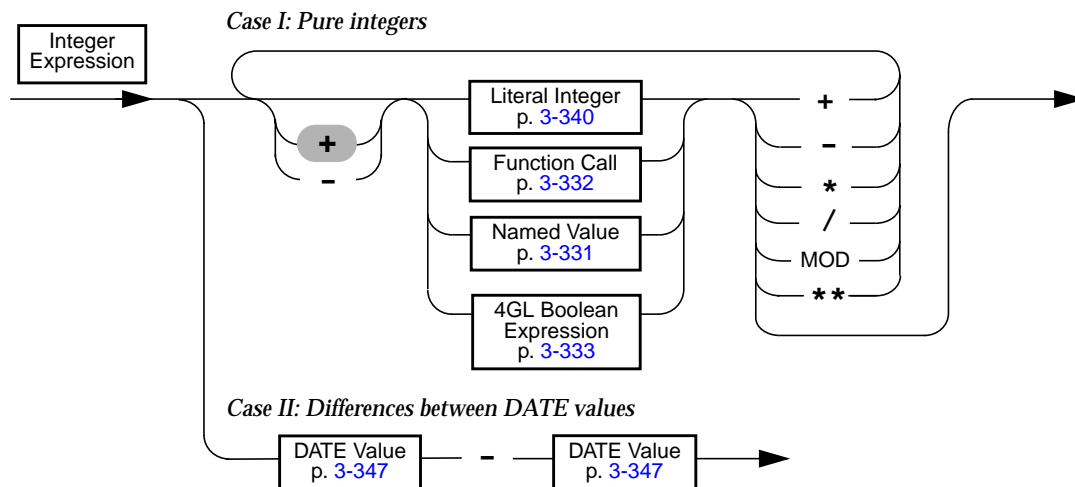 Case I: Pure integers
Integer
Expression
Literal Integer
p. 3-340
+
+
-
Function Call
p. 3-332
-
*
Named Value
p. 3-331
/
MOD
4GL Boolean
Expression
p. 3-333
**
Case II: Differences between DATE values
DATE Value
p. 3-347
-
DATE Value
p. 3-347